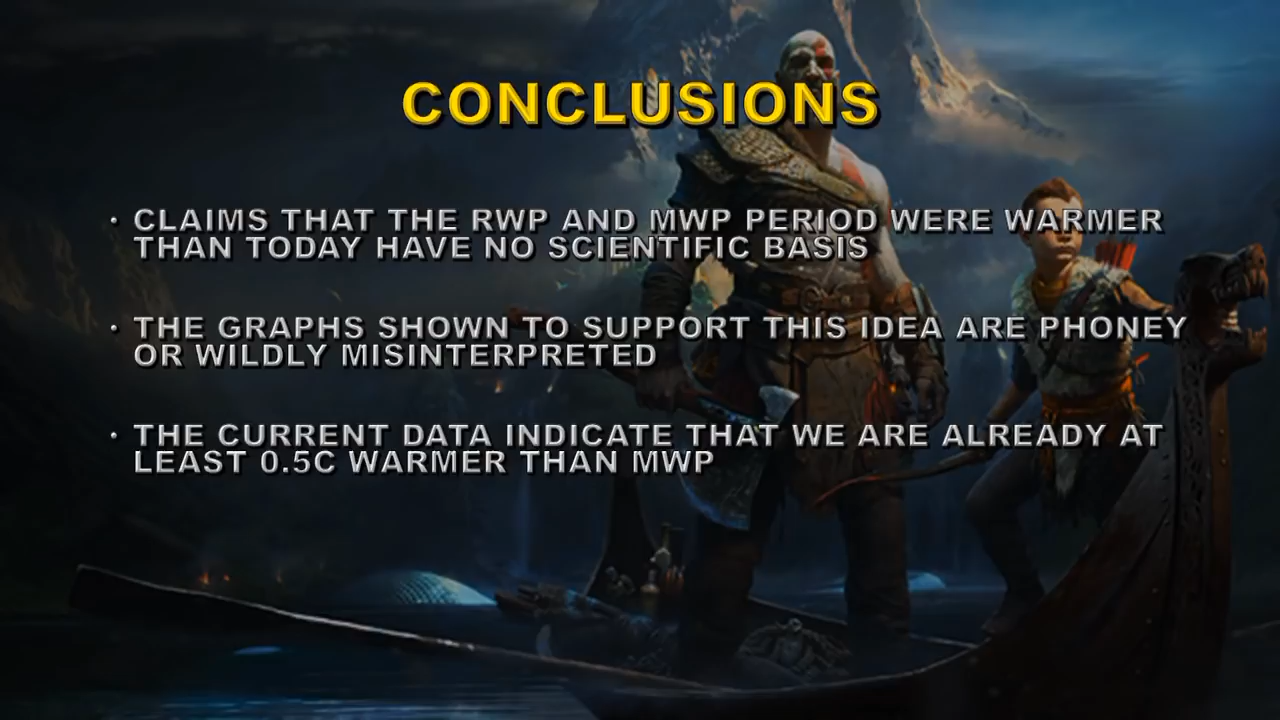 CONCLUSIONS
· CLAIMS THAT THE RWP AND MWP PERIOD WERE WARMER
THAN TODAY HAVE NO SCIENTIFIC BASIS
· THE GRAPHS SHOWN TO SUPPORT THIS IDEA ARE PHONEY
OR WILDLY MISINTERPRETED
· THE CURRENT DATA INDICATE THAT WE ARE ALREADY AT
LEAST 0.5C WARMER THAN MWP